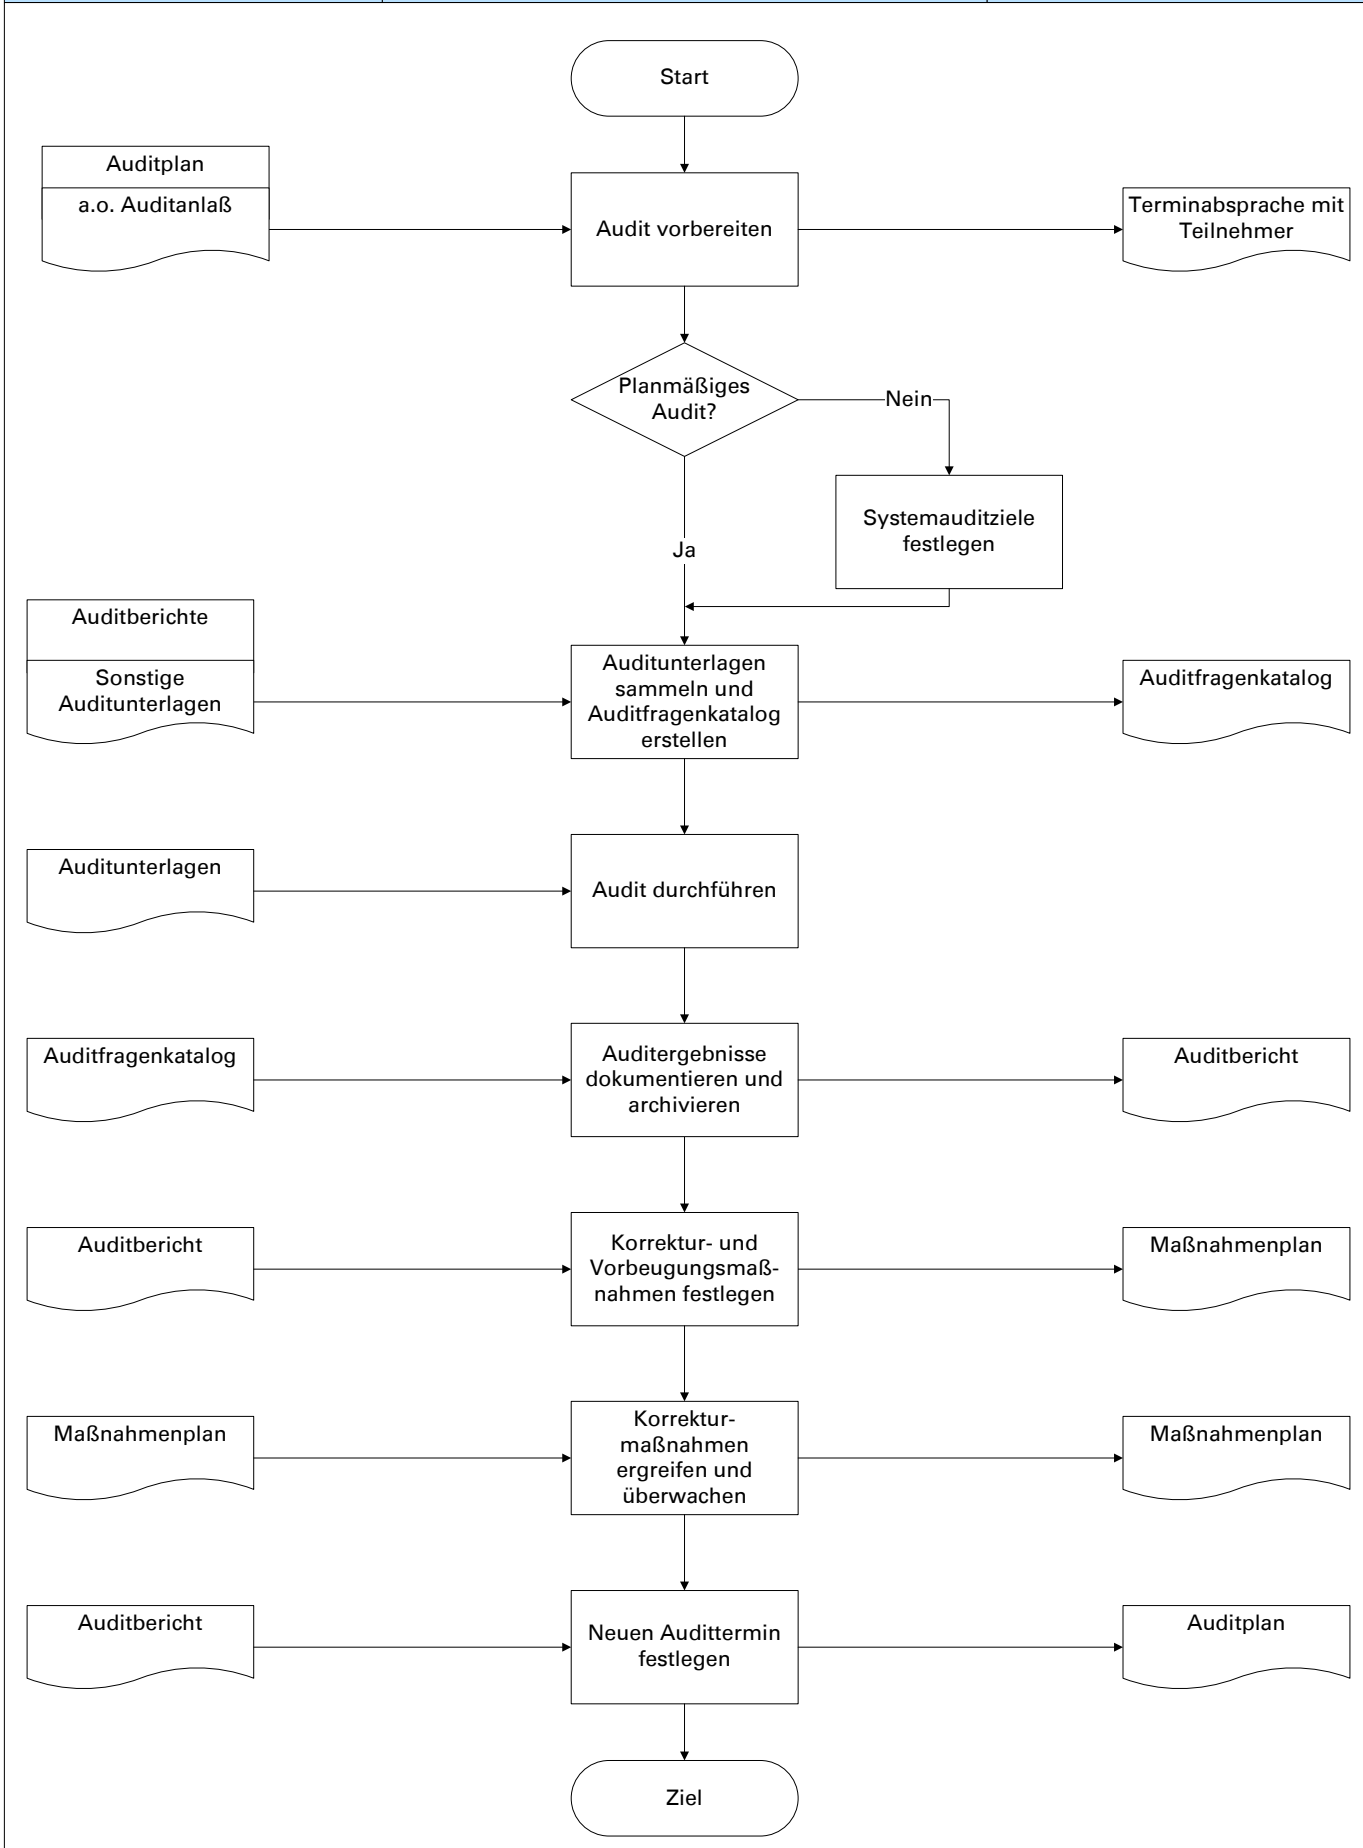 Start
Auditplan
a.o. Auditanlaß
Audit vorbereiten
Terminabsprache mit
Teilnehmer
Planmäßiges
Audit?
Nein
Systemauditziele
festlegen
Ja
Auditberichte
Sonstige
Auditunterlagen
Auditunterlagen
sammeln und
Auditfragenkatalog
erstellen
Auditfragenkatalog
Auditunterlagen
Audit durchführen
Auditfragenkatalog
Auditergebnisse
dokumentieren und
archivieren
Auditbericht
Auditbericht
Korrektur- und
Vorbeugungsmaß-
nahmen festlegen
Maßnahmenplan
Maßnahmenplan
Korrektur-
maßnahmen
ergreifen und
überwachen
Maßnahmenplan
Auditbericht
Neuen Audittermin
festlegen
Auditplan
Ziel